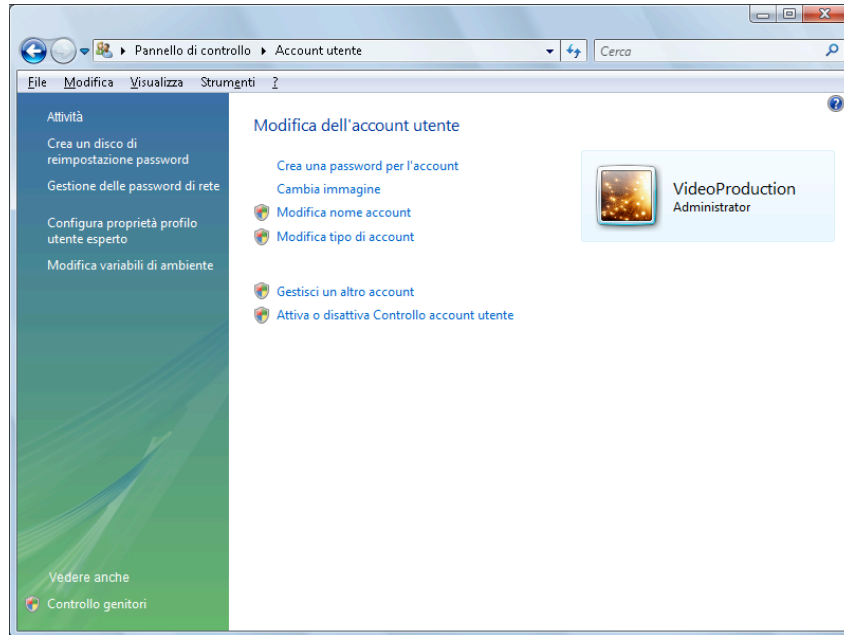 Pannello di controllo
Account utente
Cerca
File Modifica Visualizza Strumenti ?
Attività
Crea un disco di
reimpostazione password
Gestione delle password di rete
Configura proprietà profilo
utente esperto
Modifica variabili di ambiente
Vedere anche
Controllo genitori
Modifica dell'account utente
Crea una password per l'account
Cambia immagine
Modifica nome account
Modifica tipo di account
Gestisci un altro account
Attiva o disattiva Controllo account utente
VideoProduction
Administrator